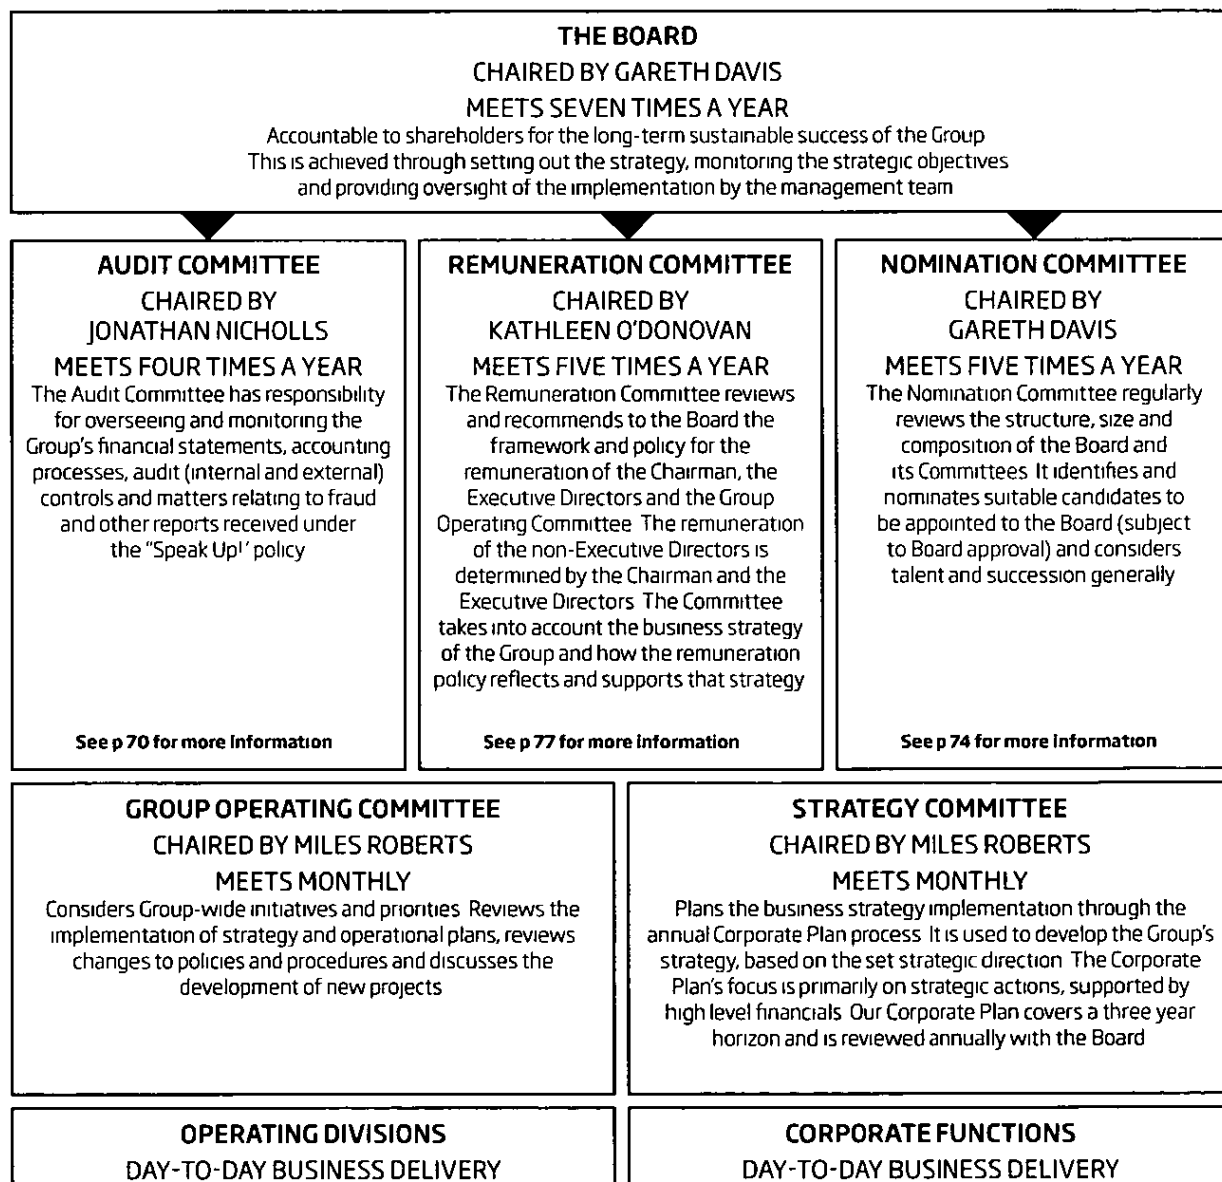 THE BOARD
CHAIRED BY GARETH DAVIS
MEETS SEVEN TIMES A YEAR
Accountable to shareholders for the long-term sustainable success of the Group
This is achieved through setting out the strategy, monitoring the strategic objectives
and providing oversight of the implementation by the management team
AUDIT COMMITTEE
CHAIRED BY
JONATHAN NICHOLLS
MEETS FOUR TIMES A YEAR
The Audit Committee has responsibility
for overseeing and monitoring the
Group's financial statements, accounting
processes, audit (internal and external)
controls and matters relating to fraud
and other reports received under
the "Speak Up!" policy
See p 70 for more information
REMUNERATION COMMITTEE
CHAIRED BY
KATHLEEN O'DONOVAN
MEETS FIVE TIMES A YEAR
The Remuneration Committee reviews
and recommends to the Board the
framework and policy for the
remuneration of the Chairman, the
Executive Directors and the Group
Operating Committee The remuneration
of the non-Executive Directors is
determined by the Chairman and the
Executive Directors The Committee
takes into account the business strategy
of the Group and how the remuneration
policy reflects and supports that strategy
See p 77 for more information
NOMINATION COMMITTEE
CHAIRED BY
GARETH DAVIS
MEETS FIVE TIMES A YEAR
The Nomination Committee regularly
reviews the structure, size and
composition of the Board and
its Committees It identifies and
nominates suitable candidates to
be appointed to the Board (subject
to Board approval) and considers
talent and succession generally
See p 74 for more information
GROUP OPERATING COMMITTEE
CHAIRED BY MILES ROBERTS
MEETS MONTHLY
Considers Group-wide initiatives and priorities Reviews the
implementation of strategy and operational plans, reviews
changes to policies and procedures and discusses the
development of new projects
STRATEGY COMMITTEE
CHAIRED BY MILES ROBERTS
MEETS MONTHLY
Plans the business strategy implementation through the
annual Corporate Plan process It is used to develop the Group's
strategy, based on the set strategic direction The Corporate
Plan's focus is primarily on strategic actions, supported by
high level financials Our Corporate Plan covers a three year
horizon and is reviewed annually with the Board
OPERATING DIVISIONS
DAY-TO-DAY BUSINESS DELIVERY
CORPORATE FUNCTIONS
DAY-TO-DAY BUSINESS DELIVERY